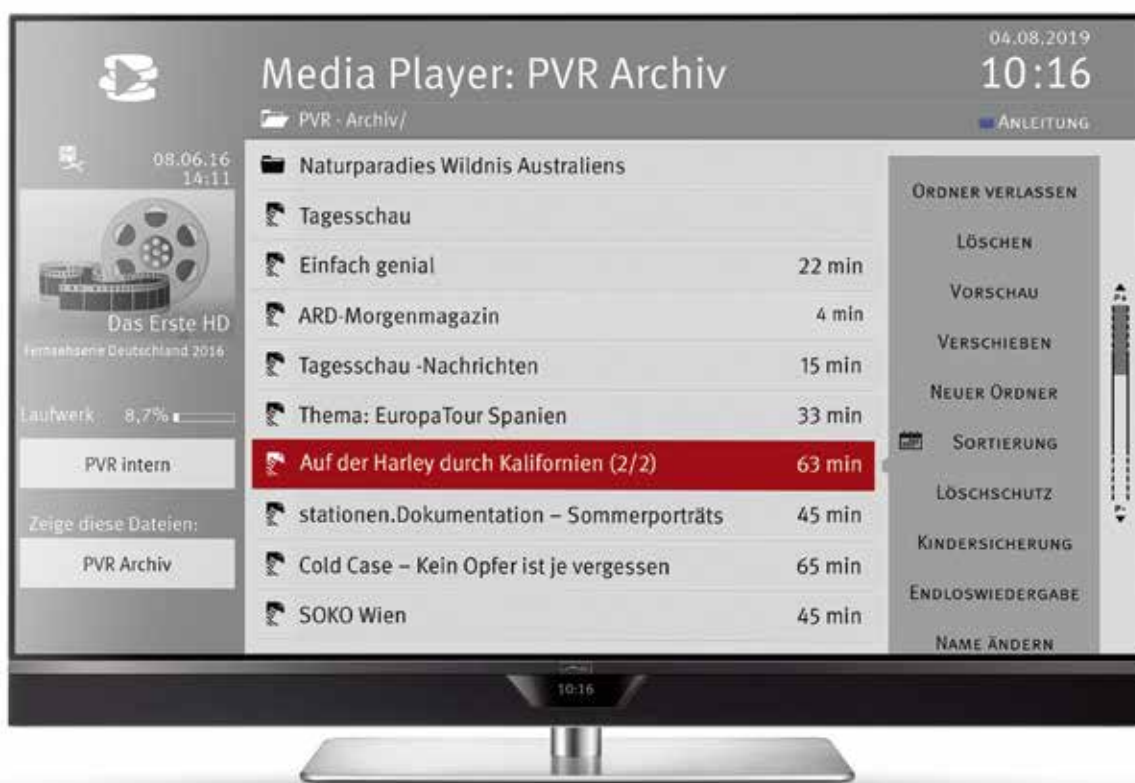 04.08.2019
Media Player: PVR Archiv
10:16
PVR - Archiv/
ANLEITUNG
08.06.16
14:11
Das Erste HD
Fernsehserie Deutschland 2016
Laufwerk 8,7%
PVR intern
Zeige diese Dateien:
PVR Archiv
Naturparadies Wildnis Australiens
Tagesschau
Einfach genial 22 min
ARD-Morgenmagazin 4 min
Tagesschau -Nachrichten 15 min
Thema: EuropaTour Spanien 33 min
Auf der Harley durch Kalifornien (2/2) 63 min
stationen.Dokumentation – Sommerporträts 45 min
Cold Case – Kein Opfer ist je vergessen 65 min
SOKO Wien 45 min
ORDNER VERLASSEN
LÖSCHEN
VORSCHAU
VERSCHIEBEN
NEUER ORDNER
SORTIERUNG
LÖSCHSCHUTZ
KINDERSICHERUNG
ENDLOSWIEDERGABE
NAME ÄNDERN
10:16